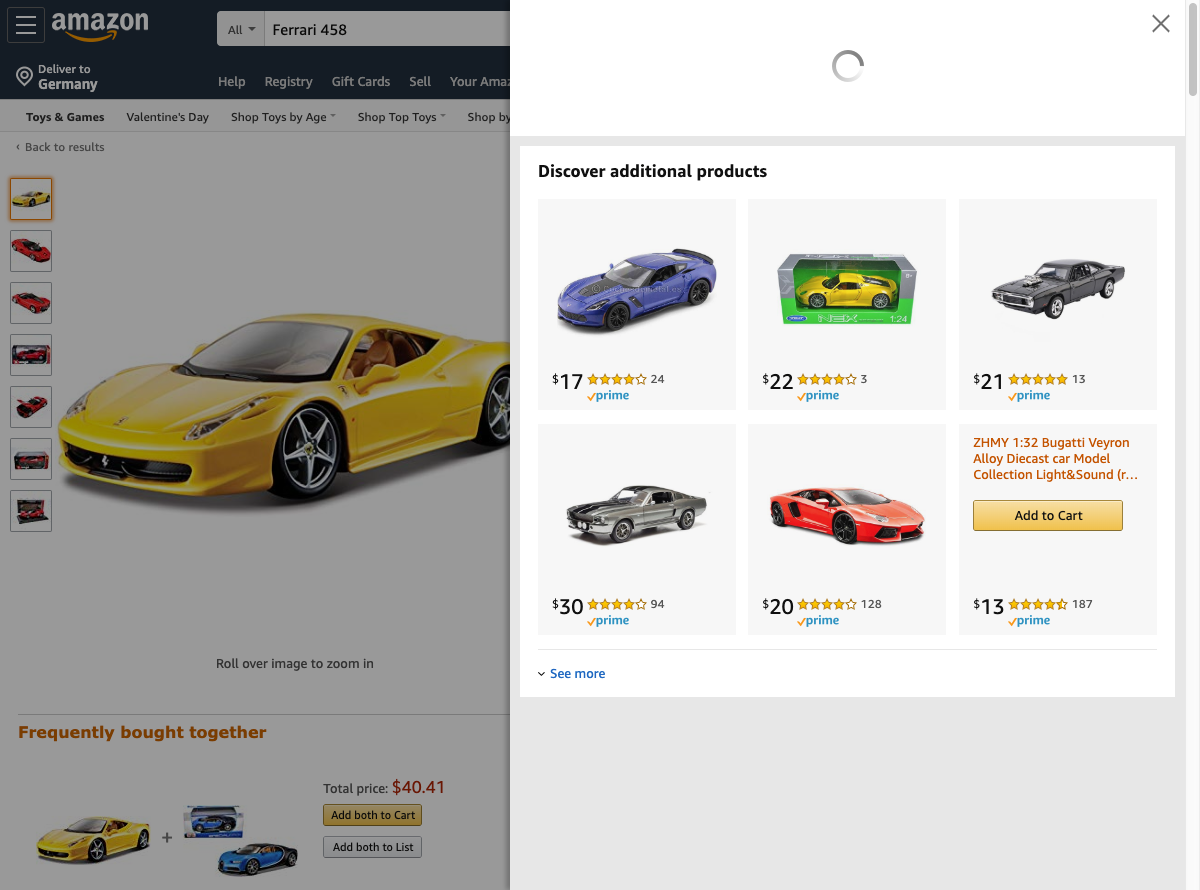 amazon
All
Ferrari 458
Deliver to
Germany
Help Registry Gift Cards Sell Your
Toys & Games Valentine's Day Shop Toys by Age Shop Top Toys Shop by
‹ Back to results
Roll over image to zoom in
Frequently bought together
Total price: $40.41
Add both to Cart
Add both to List
Discover additional products
$17 24
prime
$22 3
prime
$21 13
prime
$30 94
prime
$20 128
prime
ZHMY 1:32 Bugatti Veyron
Alloy Diecast car Model
Collection Light&Sound (r…
Add to Cart
$13 187
prime
See more
NEX
1:24